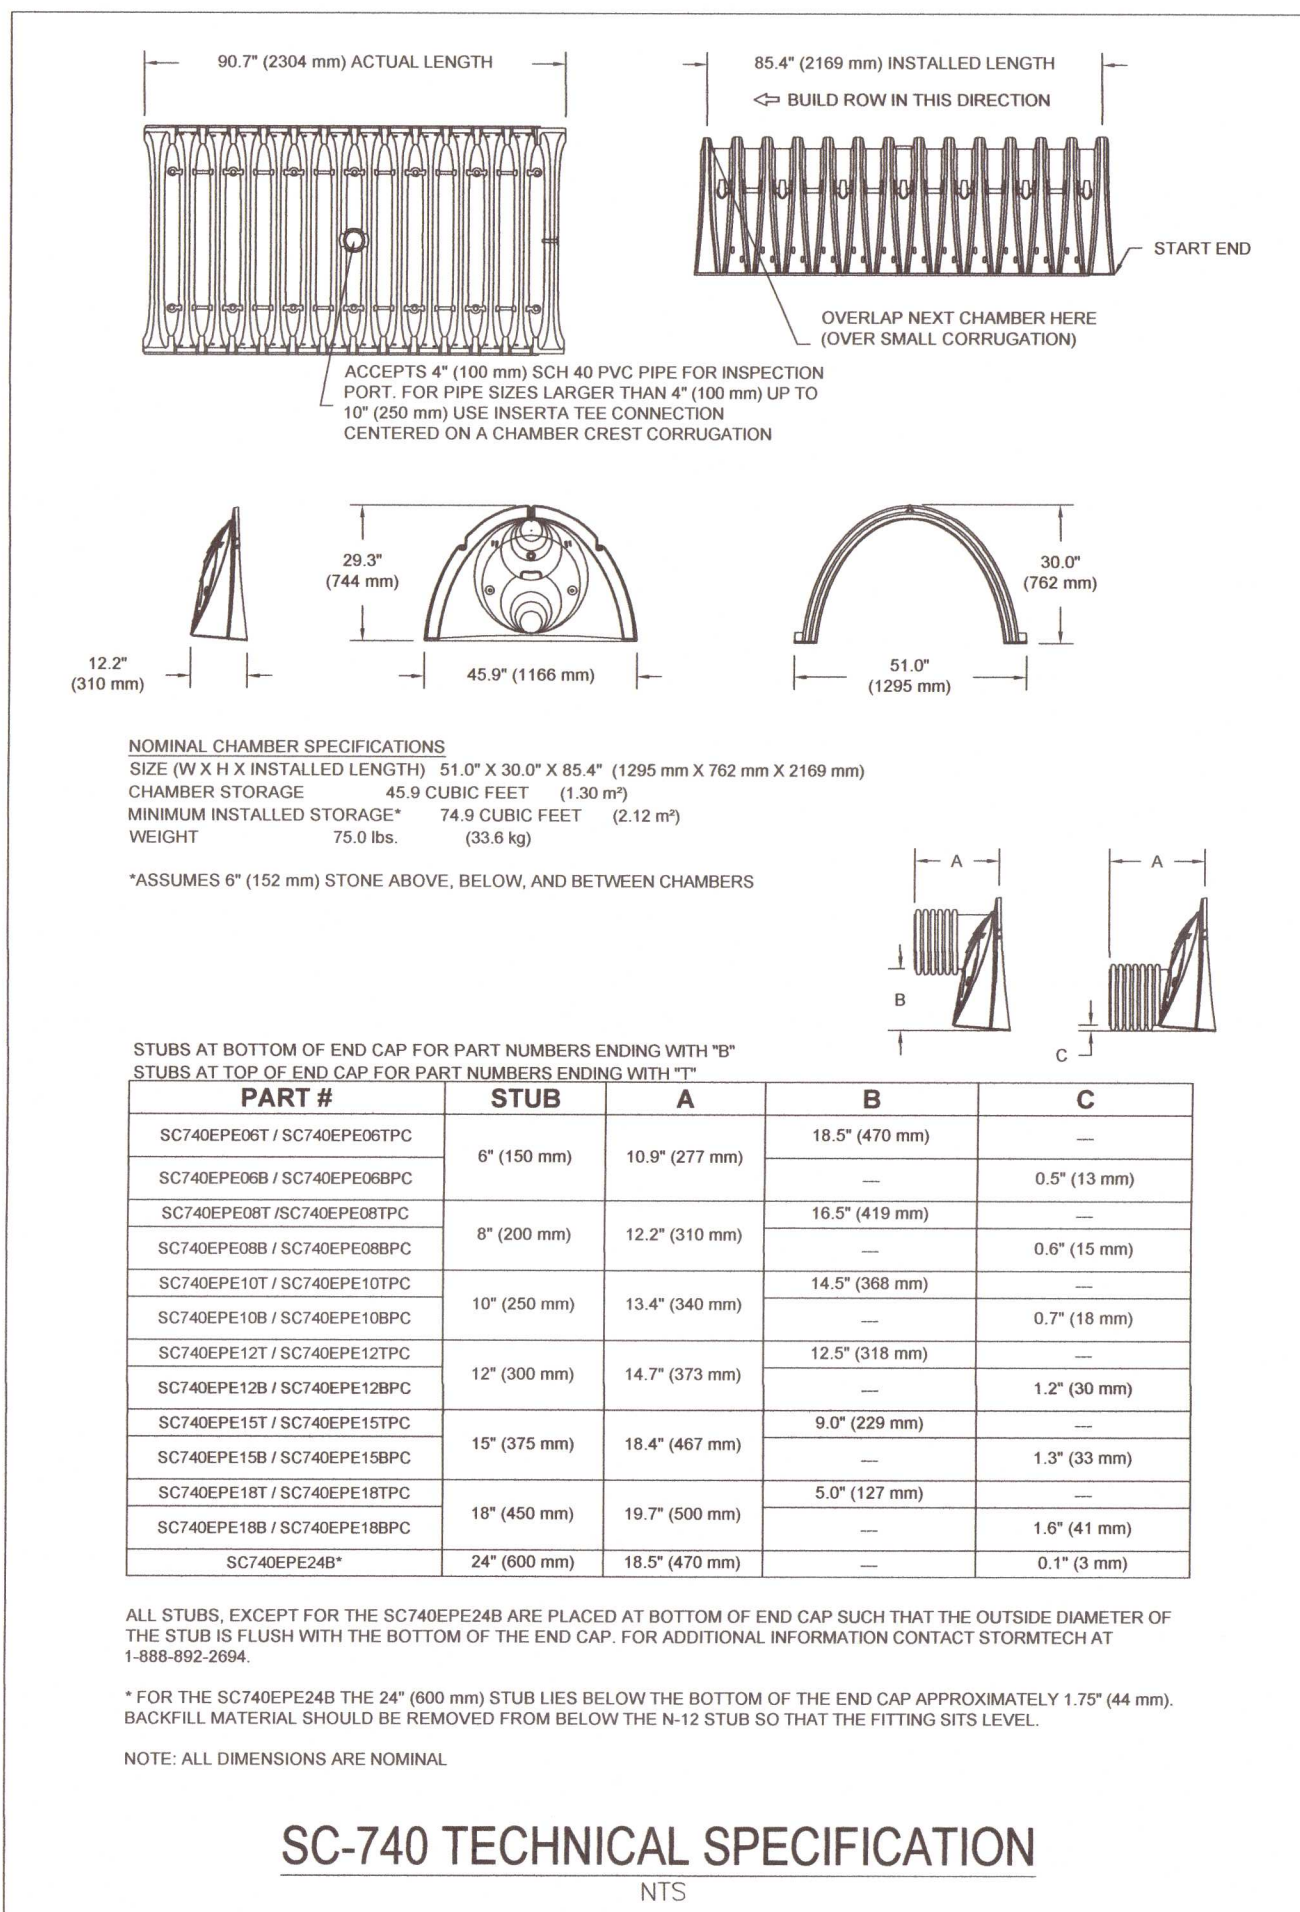 90.7" (2304 mm) ACTUAL LENGTH
85.4" (2169 mm) INSTALLED LENGTH
BUILD ROW IN THIS DIRECTION
START END
OVERLAP NEXT CHAMBER HERE
(OVER SMALL CORRUGATION)
ACCEPTS 4" (100 mm) SCH 40 PVC PIPE FOR INSPECTION
PORT. FOR PIPE SIZES LARGER THAN 4" (100 mm) UP TO
10" (250 mm) USE INSERTA TEE CONNECTION
CENTERED ON A CHAMBER CREST CORRUGATION
29.3"
(744 mm)
30.0"
(762 mm)
12.2"
(310 mm)
45.9" (1166 mm)
51.0"
(1295 mm)
NOMINAL CHAMBER SPECIFICATIONS
SIZE (W X H X INSTALLED LENGTH) 51.0" X 30.0" X 85.4" (1295 mm X 762 mm X 2169 mm)
CHAMBER STORAGE 45.9 CUBIC FEET (1.30 m²)
MINIMUM INSTALLED STORAGE* 74.9 CUBIC FEET (2.12 m²)
WEIGHT 75.0 lbs. (33.6 kg)
*ASSUMES 6" (152 mm) STONE ABOVE, BELOW, AND BETWEEN CHAMBERS
A
A
B
C
STUBS AT BOTTOM OF END CAP FOR PART NUMBERS ENDING WITH "B"
STUBS AT TOP OF END CAP FOR PART NUMBERS ENDING WITH "T"
PART # STUB A B C
SC740EPE06T / SC740EPE06TPC 6" (150 mm) 10.9" (277 mm) 18.5" (470 mm) ---
SC740EPE06B / SC740EPE06BPC --- 0.5" (13 mm)
SC740EPE08T /SC740EPE08TPC 8" (200 mm) 12.2" (310 mm) 16.5" (419 mm) ---
SC740EPE08B / SC740EPE08BPC --- 0.6" (15 mm)
SC740EPE10T / SC740EPE10TPC 10" (250 mm) 13.4" (340 mm) 14.5" (368 mm) ---
SC740EPE10B / SC740EPE10BPC --- 0.7" (18 mm)
SC740EPE12T / SC740EPE12TPC 12" (300 mm) 14.7" (373 mm) 12.5" (318 mm) ---
SC740EPE12B / SC740EPE12BPC --- 1.2" (30 mm)
SC740EPE15T / SC740EPE15TPC 15" (375 mm) 18.4" (467 mm) 9.0" (229 mm) ---
SC740EPE15B / SC740EPE15BPC --- 1.3" (33 mm)
SC740EPE18T / SC740EPE18TPC 18" (450 mm) 19.7" (500 mm) 5.0" (127 mm) ---
SC740EPE18B / SC740EPE18BPC --- 1.6" (41 mm)
SC740EPE24B* 24" (600 mm) 18.5" (470 mm) --- 0.1" (3 mm)
ALL STUBS, EXCEPT FOR THE SC740EPE24B ARE PLACED AT BOTTOM OF END CAP SUCH THAT THE OUTSIDE DIAMETER OF
THE STUB IS FLUSH WITH THE BOTTOM OF THE END CAP. FOR ADDITIONAL INFORMATION CONTACT STORMTECH AT
1-888-892-2694.
* FOR THE SC740EPE24B THE 24" (600 mm) STUB LIES BELOW THE BOTTOM OF THE END CAP APPROXIMATELY 1.75" (44 mm).
BACKFILL MATERIAL SHOULD BE REMOVED FROM BELOW THE N-12 STUB SO THAT THE FITTING SITS LEVEL.
NOTE: ALL DIMENSIONS ARE NOMINAL
SC-740 TECHNICAL SPECIFICATION
NTS